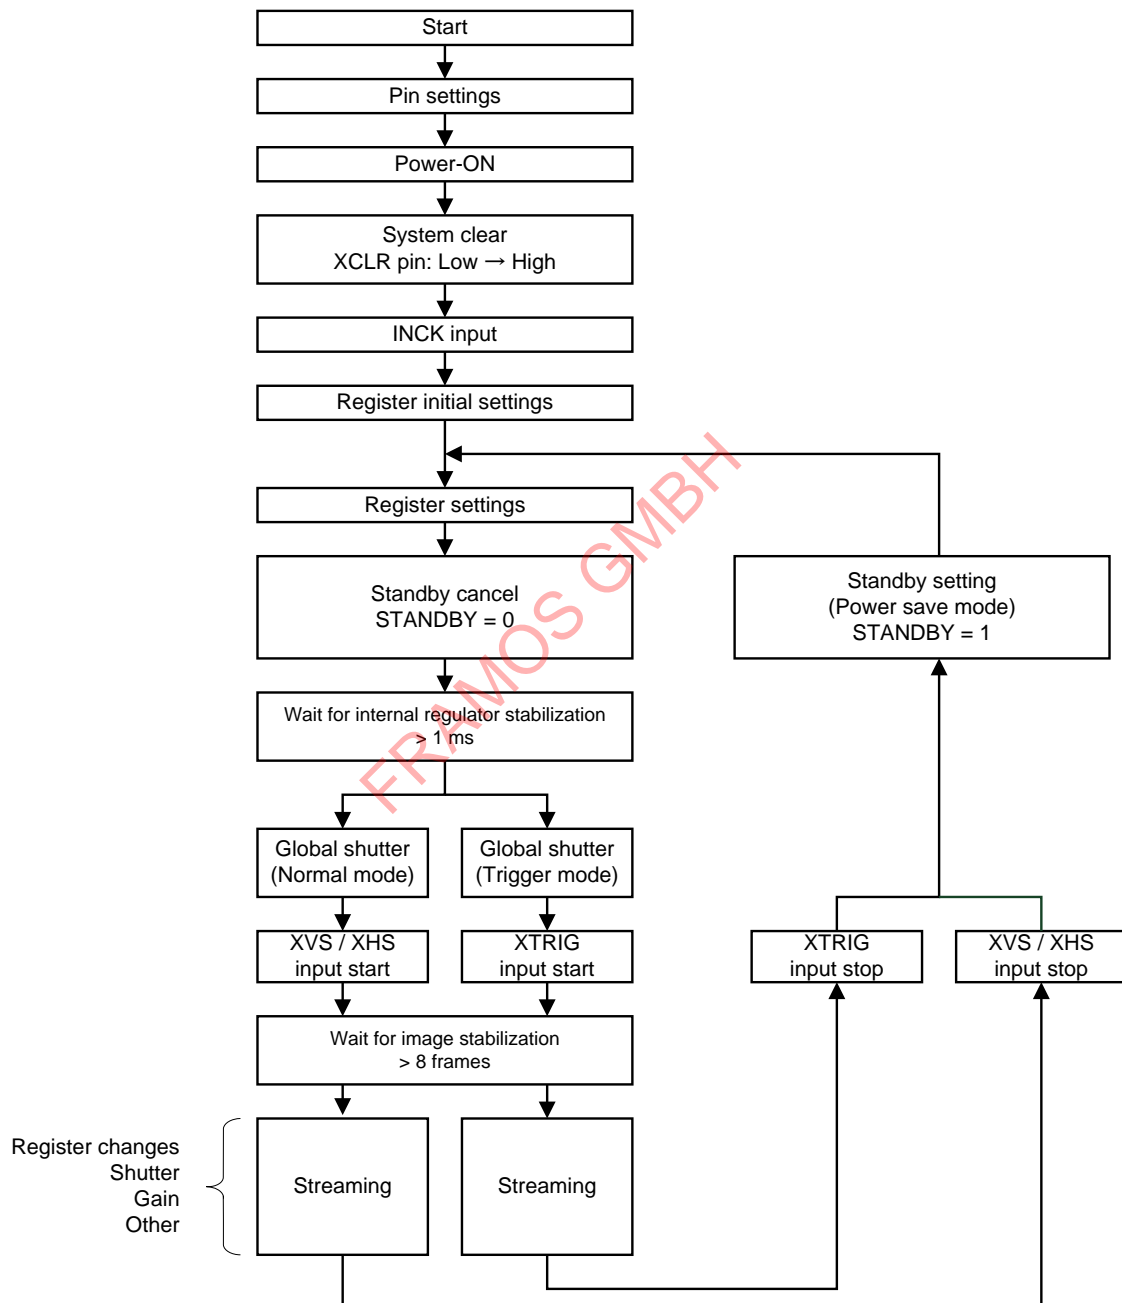 Start
Pin settings
Power-ON
System clear
XCLR pin: Low → High
INCK input
Register initial settings
Register settings
Standby cancel
STANDBY = 0
Standby setting
(Power save mode)
STANDBY = 1
Wait for internal regulator stabilization
> 1 ms
Global shutter
(Normal mode)
Global shutter
(Trigger mode)
XVS / XHS
input start
XTRIG
input start
XTRIG
input stop
XVS / XHS
input stop
Wait for image stabilization
> 8 frames
Register changes
Shutter
Gain
Other
Streaming
Streaming
FRAMOS GMBH